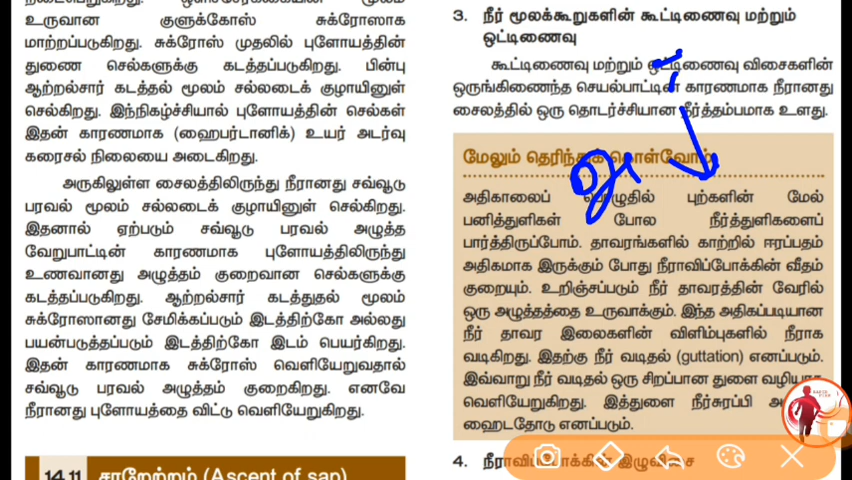 உருவான குளுக்கோஸ் சுக்ரோஸாக
மாற்றப்படுகிறது. சுக்ரோஸ் முதலில் புளோயத்தின்
துணை செல்களுக்கு கடத்தப்படுகிறது. பின்பு
ஆற்றல்சார் கடத்தல் மூலம் சல்லடைக் குழாயினுள்
செல்கிறது. இந்நிகழ்ச்சியால் புளோயத்தின் செல்கள்
இதன் காரணமாக (ஹைபர்டானிக்) உயர் அடர்வு
கரைசல் நிலையை அடைகிறது.
அருகிலுள்ள சைலத்திலிருந்து நீரானது சவ்வூடு
பரவல் மூலம் சல்லடைக் குழாயினுள் செல்கிறது.
இதனால் ஏற்படும் சவ்வூடு பரவல் அழுத்த
வேறுபாட்டின் காரணமாக புளோயத்திலிருந்து
உணவானது அழுத்தம் குறைவான செல்களுக்கு
கடத்தப்படுகிறது. ஆற்றல்சார் கடத்துதல் மூலம்
சுக்ரோஸானது சேமிக்கப்படும் இடத்திற்கோ அல்லது
பயன்படுத்தப்படும் இடத்திற்கோ இடம் பெயர்கிறது.
இதன் காரணமாக சுக்ரோஸ் வெளியேறுவதால்
சவ்வூடு பரவல் அழுத்தம் குறைகிறது. எனவே
நீரானது புளோயத்தை விட்டு வெளியேறுகிறது.
14.11 சாறேற்றம் (Ascent of sap)
3. நீர் மூலக்கூறுகளின் கூட்டிணைவு மற்றும்
ஒட்டிணைவு
கூட்டிணைவு மற்றும் ஒட்டிணைவு விசைகளின்
ஒருங்கிணைந்த செயல்பாட்டின் காரணமாக நீரானது
சைலத்தில் ஒரு தொடர்ச்சியான நீர்த்தம்பமாக உளது.
மேலும் தெரிந்துக் கொள்வோம்
அதிகாலைப் பொழுதில் புற்களின் மேல்
பனித்துளிகள் போல நீர்த்துளிகளைப்
பார்த்திருப்போம். தாவரங்களில் காற்றில் ஈரப்பதம்
அதிகமாக இருக்கும் போது நீராவிப்போக்கின் வீதம்
குறையும். உறிஞ்சப்படும் நீர் தாவரத்தின் வேரில்
ஒரு அழுத்தத்தை உருவாக்கும். இந்த அதிகப்படியான
நீர் தாவர இலைகளின் விளிம்புகளில் நீராக
வடிகிறது. இதற்கு நீர் வடிதல் (guttation) எனப்படும்.
இவ்வாறு நீர் வடிதல் ஒரு சிறப்பான துளை வழியாக
வெளியேறுகிறது. இத்துளை நீர்சுரப்பி
ஹைடதோடு எனப்படும்.
4. நீராவிப்போக்கின் இழுவிசை